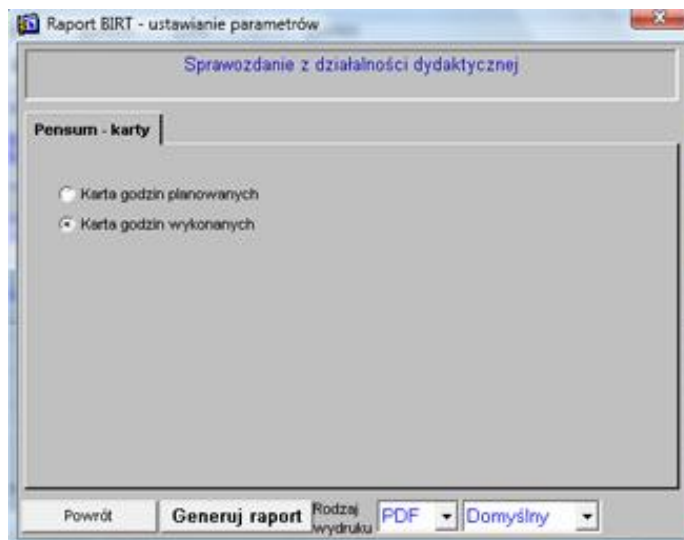 Raport BIRT - ustawianie parametrów
Sprawozdanie z działalności dydaktycznej
Pensum - karty
Karta godzin planowanych
Karta godzin wykonanych
Powrót
Generuj raport
Rodzaj
wydruku
PDF
Domyślny